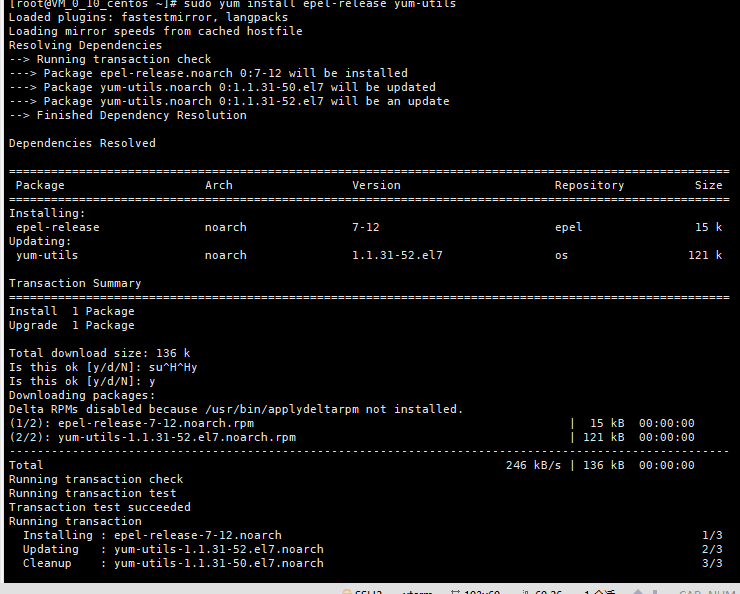 [root@VM_0_10_centos ~]# sudo yum install epel-release yum-utils
Loaded plugins: fastestmirror, langpacks
Loading mirror speeds from cached hostfile
Resolving Dependencies
--> Running transaction check
---> Package epel-release.noarch 0:7-12 will be installed
---> Package yum-utils.noarch 0:1.1.31-50.el7 will be updated
---> Package yum-utils.noarch 0:1.1.31-52.el7 will be an update
--> Finished Dependency Resolution
Dependencies Resolved
================================================================================
Package Arch Version Repository Size
================================================================================
Installing:
epel-release noarch 7-12 epel 15 k
Updating:
yum-utils noarch 1.1.31-52.el7 os 121 k
Transaction Summary
================================================================================
Install 1 Package
Upgrade 1 Package
Total download size: 136 k
Is this ok [y/d/N]: su^H^Hy
Is this ok [y/d/N]: y
Downloading packages:
Delta RPMs disabled because /usr/bin/applydeltarpm not installed.
(1/2): epel-release-7-12.noarch.rpm | 15 kB 00:00:00
(2/2): yum-utils-1.1.31-52.el7.noarch.rpm | 121 kB 00:00:00
--------------------------------------------------------------------------------
Total 246 kB/s | 136 kB 00:00:00
Running transaction check
Running transaction test
Transaction test succeeded
Running transaction
Installing : epel-release-7-12.noarch 1/3
Updating : yum-utils-1.1.31-52.el7.noarch 2/3
Cleanup : yum-utils-1.1.31-50.el7.noarch 3/3